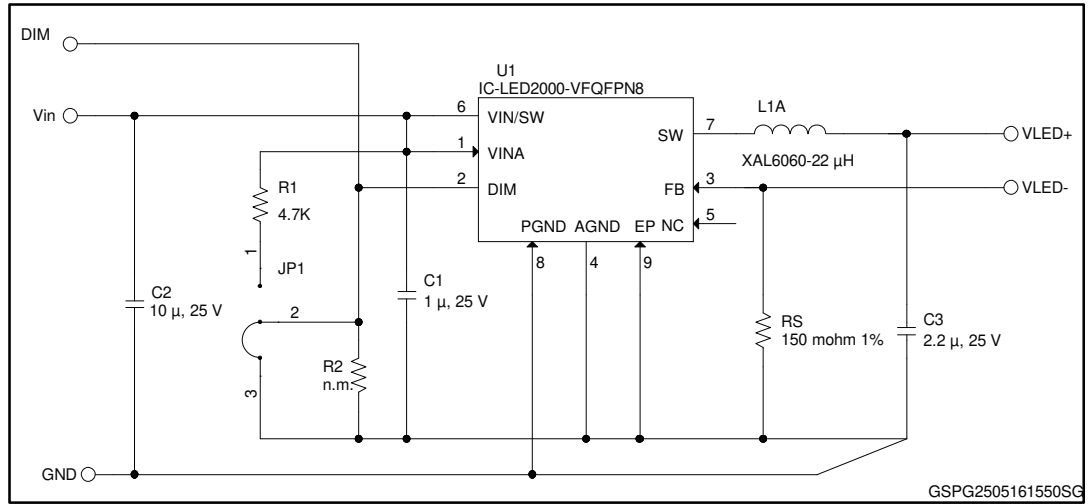 DIM
U1
IC-LED2000-VFQFPN8
Vin
6
VIN/SW
1
VINA
2
DIM
SW
7
L1A
XAL6060-22 µH
VLED+
FB
3
VLED-
NC
5
PGND
AGND
EP
8
4
9
R1
4.7K
1
JP1
2
3
C2
10 µ, 25 V
C1
1 µ, 25 V
R2
n.m.
RS
150 mohm 1%
C3
2.2 µ, 25 V
GND
GSPG2505161550SG